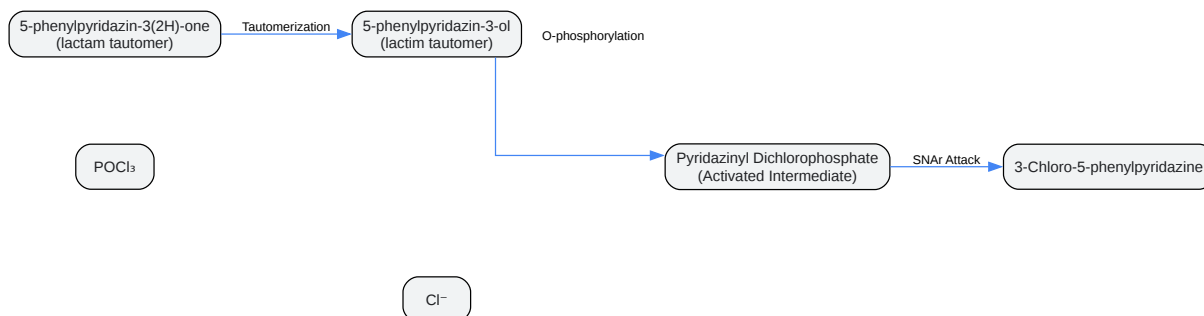 5-phenylpyridazin-3(2H)-one
(lactam tautomer)
Tautomerization
5-phenylpyridazin-3-ol
(lactim tautomer)
O-phosphorylation
POCl₃
Pyridazinyl Dichlorophosphate
(Activated Intermediate)
SNAr Attack
3-Chloro-5-phenylpyridazine
Cl⁻